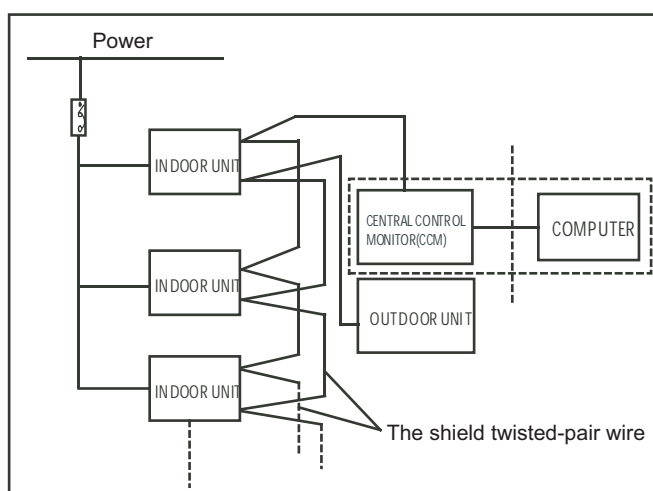 Power
INDOOR UNIT
CENTRAL CONTROL
MONITOR(CCM)
COMPUTER
INDOOR UNIT
OUTDOOR UNIT
INDOOR UNIT
The shield twisted-pair wire